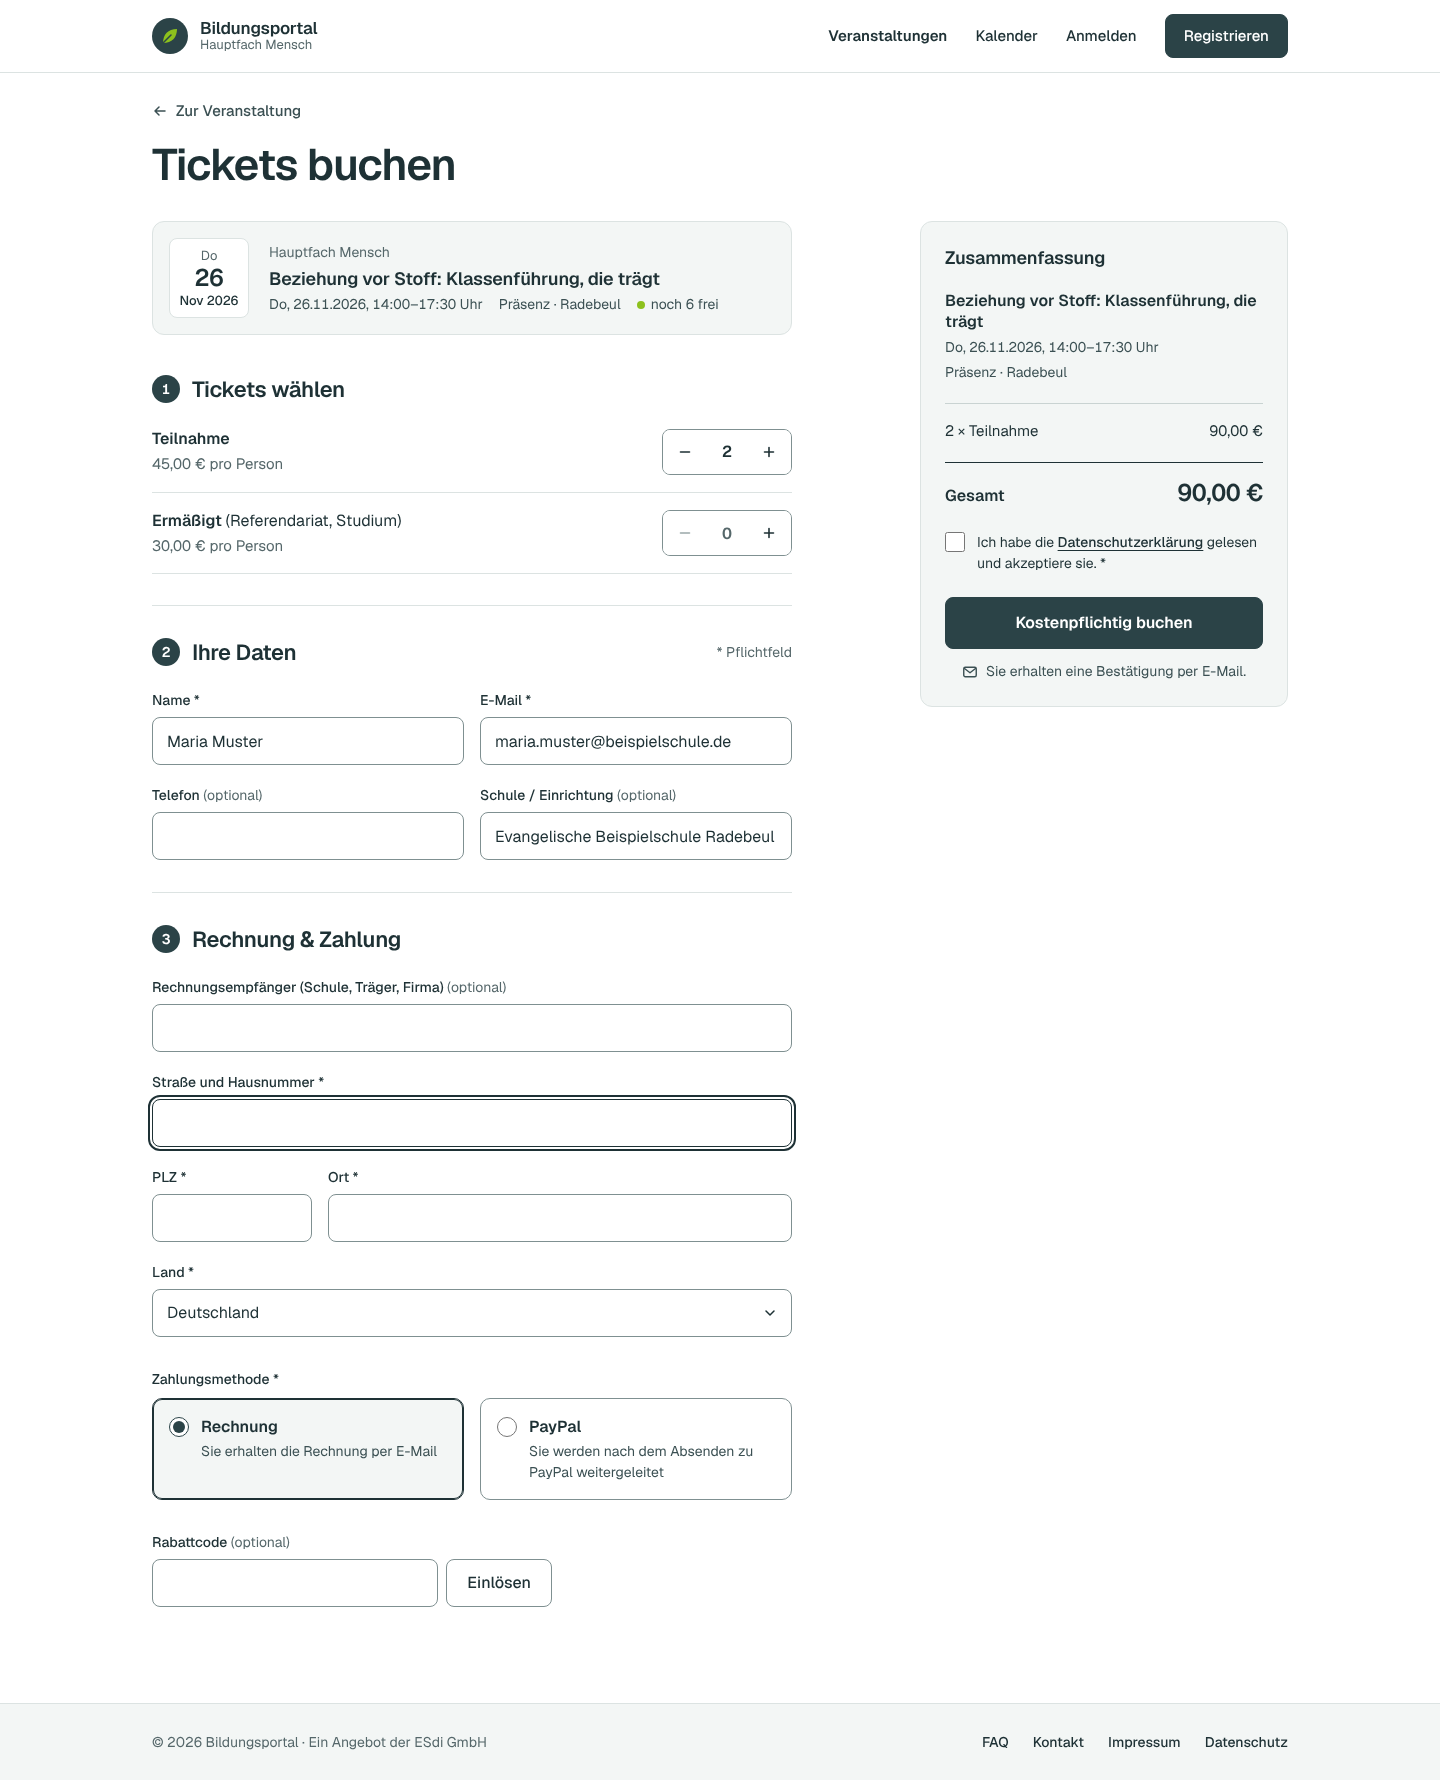 Bildungsportal
Hauptfach Mensch
Veranstaltungen
Kalender
Anmelden
Registrieren
← Zur Veranstaltung
Tickets buchen
Do
26
Nov 2026
Hauptfach Mensch
Beziehung vor Stoff: Klassenführung, die trägt
Do, 26.11.2026, 14:00–17:30 Uhr
Präsenz · Radebeul
noch 6 frei
1 Tickets wählen
Teilnahme
45,00 € pro Person
− 2 +
Ermäßigt (Referendariat, Studium)
30,00 € pro Person
− 0 +
2 Ihre Daten
* Pflichtfeld
Name *
Maria Muster
E-Mail *
maria.muster@beispielschule.de
Telefon (optional)
Schule / Einrichtung (optional)
Evangelische Beispielschule Radebeul
3 Rechnung & Zahlung
Rechnungsempfänger (Schule, Träger, Firma) (optional)
Straße und Hausnummer *
PLZ *
Ort *
Land *
Deutschland
Zahlungsmethode *
Rechnung
Sie erhalten die Rechnung per E-Mail
PayPal
Sie werden nach dem Absenden zu
PayPal weitergeleitet
Rabattcode (optional)
Einlösen
Zusammenfassung
Beziehung vor Stoff: Klassenführung, die
trägt
Do, 26.11.2026, 14:00–17:30 Uhr
Präsenz · Radebeul
2 × Teilnahme 90,00 €
Gesamt 90,00 €
Ich habe die Datenschutzerklärung gelesen
und akzeptiere sie. *
Kostenpflichtig buchen
Sie erhalten eine Bestätigung per E-Mail.
© 2026 Bildungsportal · Ein Angebot der ESdi GmbH
FAQ
Kontakt
Impressum
Datenschutz